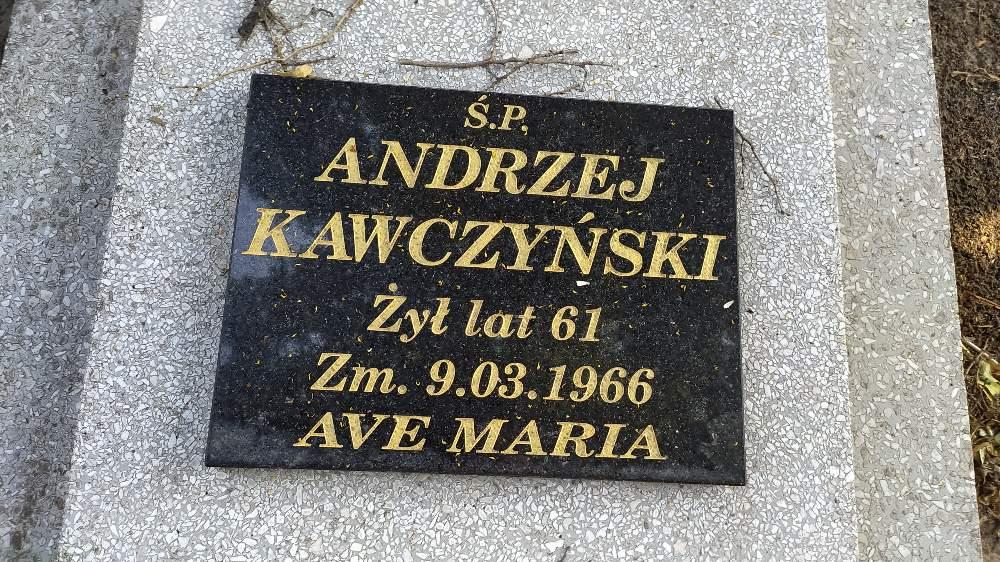 Ś.P.
ANDRZEJ
KAWCZYŃSKI
Żył lat 61
Zm. 9.03.1966
AVE MARIA